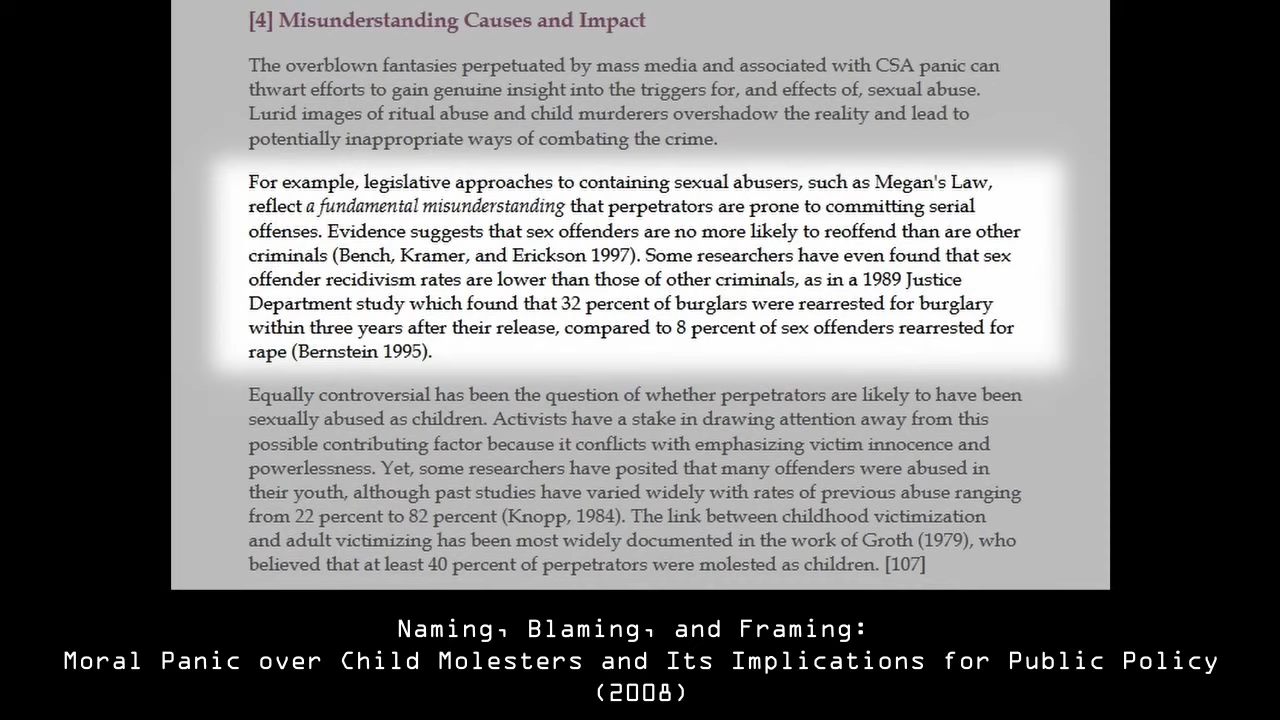 [4] Misunderstanding Causes and Impact
The overblown fantasies perpetuated by mass media and associated with CSA panic can
thwart efforts to gain genuine insight into the triggers for, and effects of, sexual abuse.
Lurid images of ritual abuse and child murderers overshadow the reality and lead to
potentially inappropriate ways of combating the crime.
For example, legislative approaches to containing sexual abusers, such as Megan's Law,
reflect a fundamental misunderstanding that perpetrators are prone to committing serial
offenses. Evidence suggests that sex offenders are no more likely to reoffend than are other
criminals (Bench, Kramer, and Erickson 1997). Some researchers have even found that sex
offender recidivism rates are lower than those of other criminals, as in a 1989 Justice
Department study which found that 32 percent of burglars were rearrested for burglary
within three years after their release, compared to 8 percent of sex offenders rearrested for
rape (Bernstein 1995).
Equally controversial has been the question of whether perpetrators are likely to have been
sexually abused as children. Activists have a stake in drawing attention away from this
possible contributing factor because it conflicts with emphasizing victim innocence and
powerlessness. Yet, some researchers have posited that many offenders were abused in
their youth, although past studies have varied widely with rates of previous abuse ranging
from 22 percent to 82 percent (Knopp, 1984). The link between childhood victimization
and adult victimizing has been most widely documented in the work of Groth (1979), who
believed that at least 40 percent of perpetrators were molested as children. [107]
Naming, Blaming, and Framing:
Moral Panic over Child Molesters and Its Implications for Public Policy
(2008)